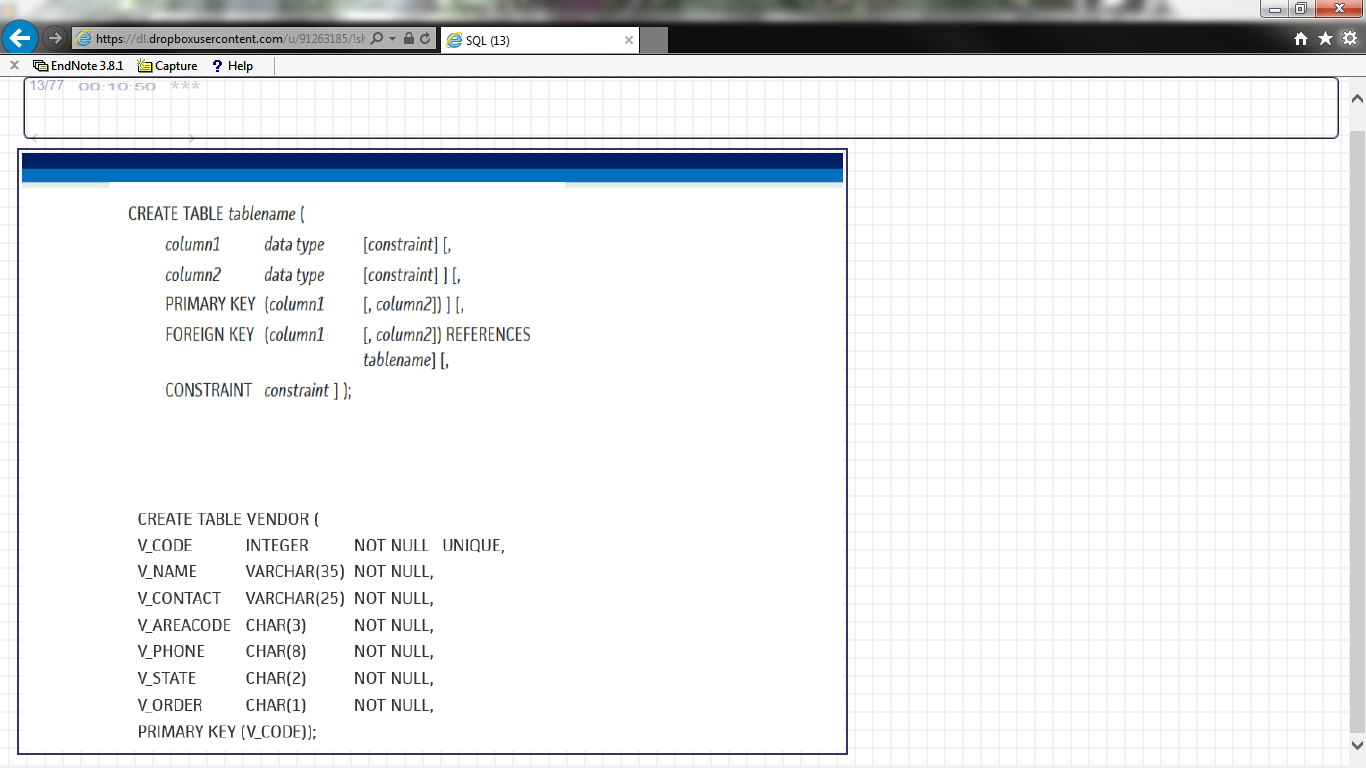 https://dl.dropboxusercontent.com/u/91263185/!sh
SQL (13)
x EndNote 3.8.1 Capture ? Help
13/77 00:10:50 ***
< >
CREATE TABLE tablename (
column1 data type [constraint] [,
column2 data type [constraint] ] [,
PRIMARY KEY (column1 [, column2]) ] [,
FOREIGN KEY (column1 [, column2]) REFERENCES
tablename] [,
CONSTRAINT constraint ] );
CREATE TABLE VENDOR (
V_CODE INTEGER NOT NULL UNIQUE,
V_NAME VARCHAR(35) NOT NULL,
V_CONTACT VARCHAR(25) NOT NULL,
V_AREACODE CHAR(3) NOT NULL,
V_PHONE CHAR(8) NOT NULL,
V_STATE CHAR(2) NOT NULL,
V_ORDER CHAR(1) NOT NULL,
PRIMARY KEY (V_CODE));